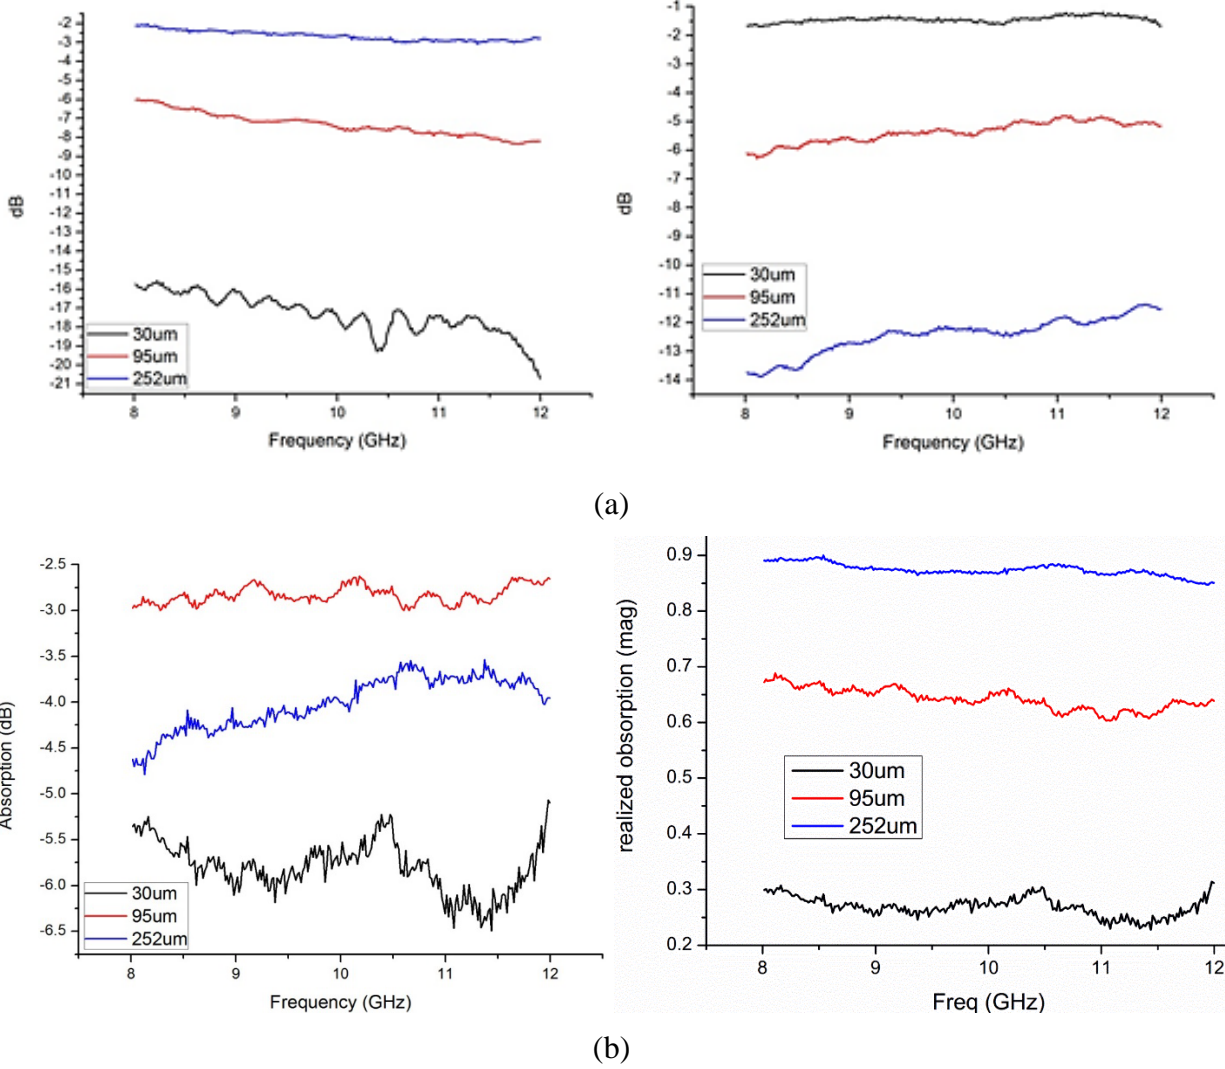 -2
-3
-4
-5
-6
-7
-8
-9
-10
-11
-12
-13
-14
-15
-16
-17
-18
-19
-20
-21
dB
30um
95um
252um
8 9 10 11 12
Frequency (GHz)
-1
-2
-3
-4
-5
-6
-7
-8
-9
-10
-11
-12
-13
-14
dB
30um
95um
252um
8 9 10 11 12
Frequency (GHz)
(a)
-2.5
-3.0
-3.5
-4.0
-4.5
-5.0
-5.5
-6.0
-6.5
Absorption (dB)
30um
95um
252um
8 9 10 11 12
Frequency (GHz)
0.9
0.8
0.7
0.6
0.5
0.4
0.3
0.2
realized obsorption (mag)
30um
95um
252um
8 9 10 11 12
Freq (GHz)
(b)